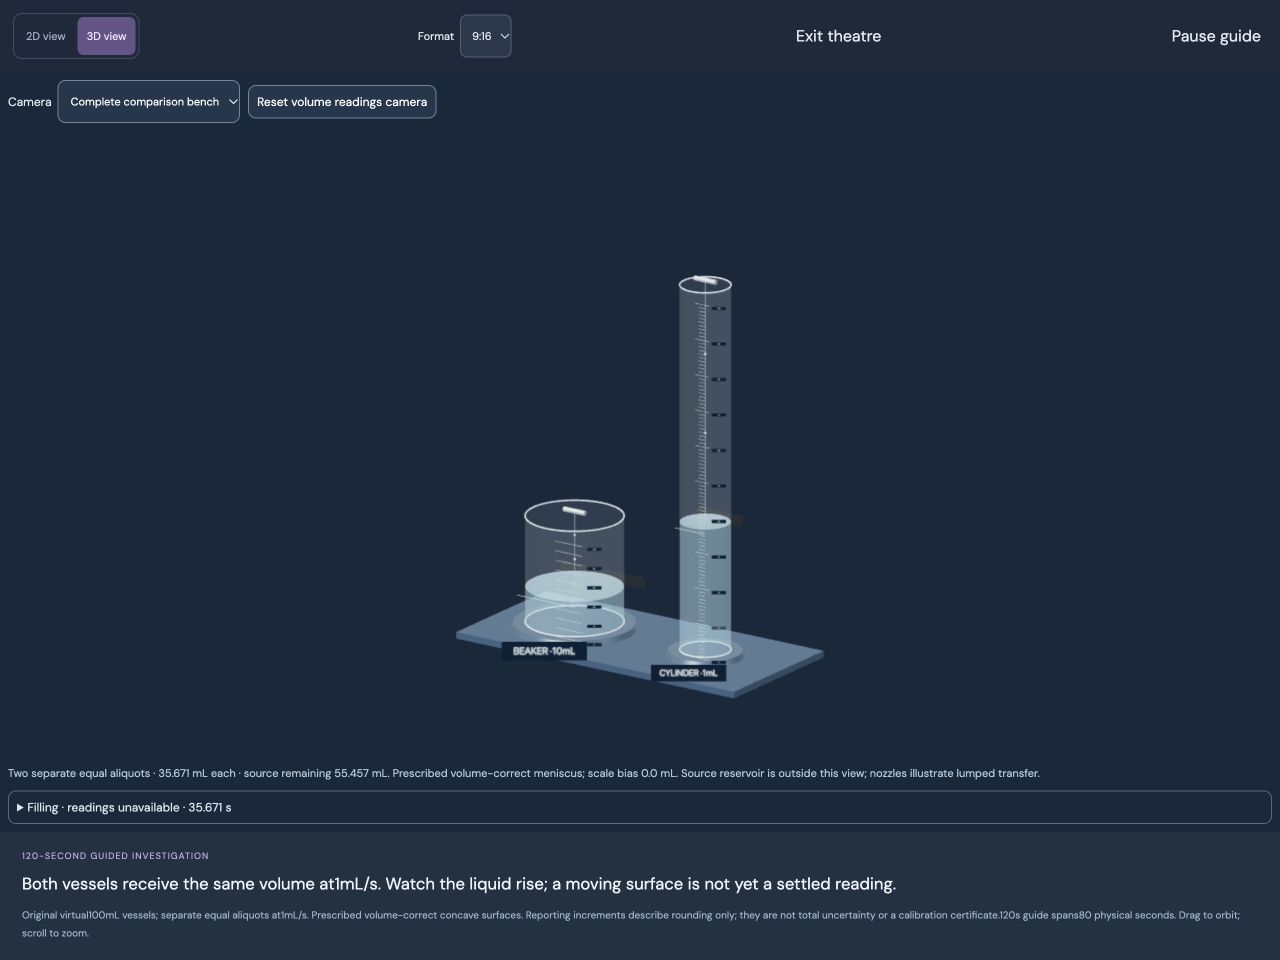 2D view 3D view Format 9:16 Exit theatre Pause guide
Camera Complete comparison bench Reset volume readings camera
BEAKER·10mL
CYLINDER·1mL
Two separate equal aliquots · 35.671 mL each · source remaining 55.457 mL. Prescribed volume-correct meniscus; scale bias 0.0 mL. Source reservoir is outside this view; nozzles illustrate lumped transfer.
Filling · readings unavailable · 35.671 s
120-SECOND GUIDED INVESTIGATION
Both vessels receive the same volume at1mL/s. Watch the liquid rise; a moving surface is not yet a settled reading.
Original virtual100mL vessels; separate equal aliquots at1mL/s. Prescribed volume-correct concave surfaces. Reporting increments describe rounding only; they are not total uncertainty or a calibration certificate.120s guide spans80 physical seconds. Drag to orbit;
scroll to zoom.